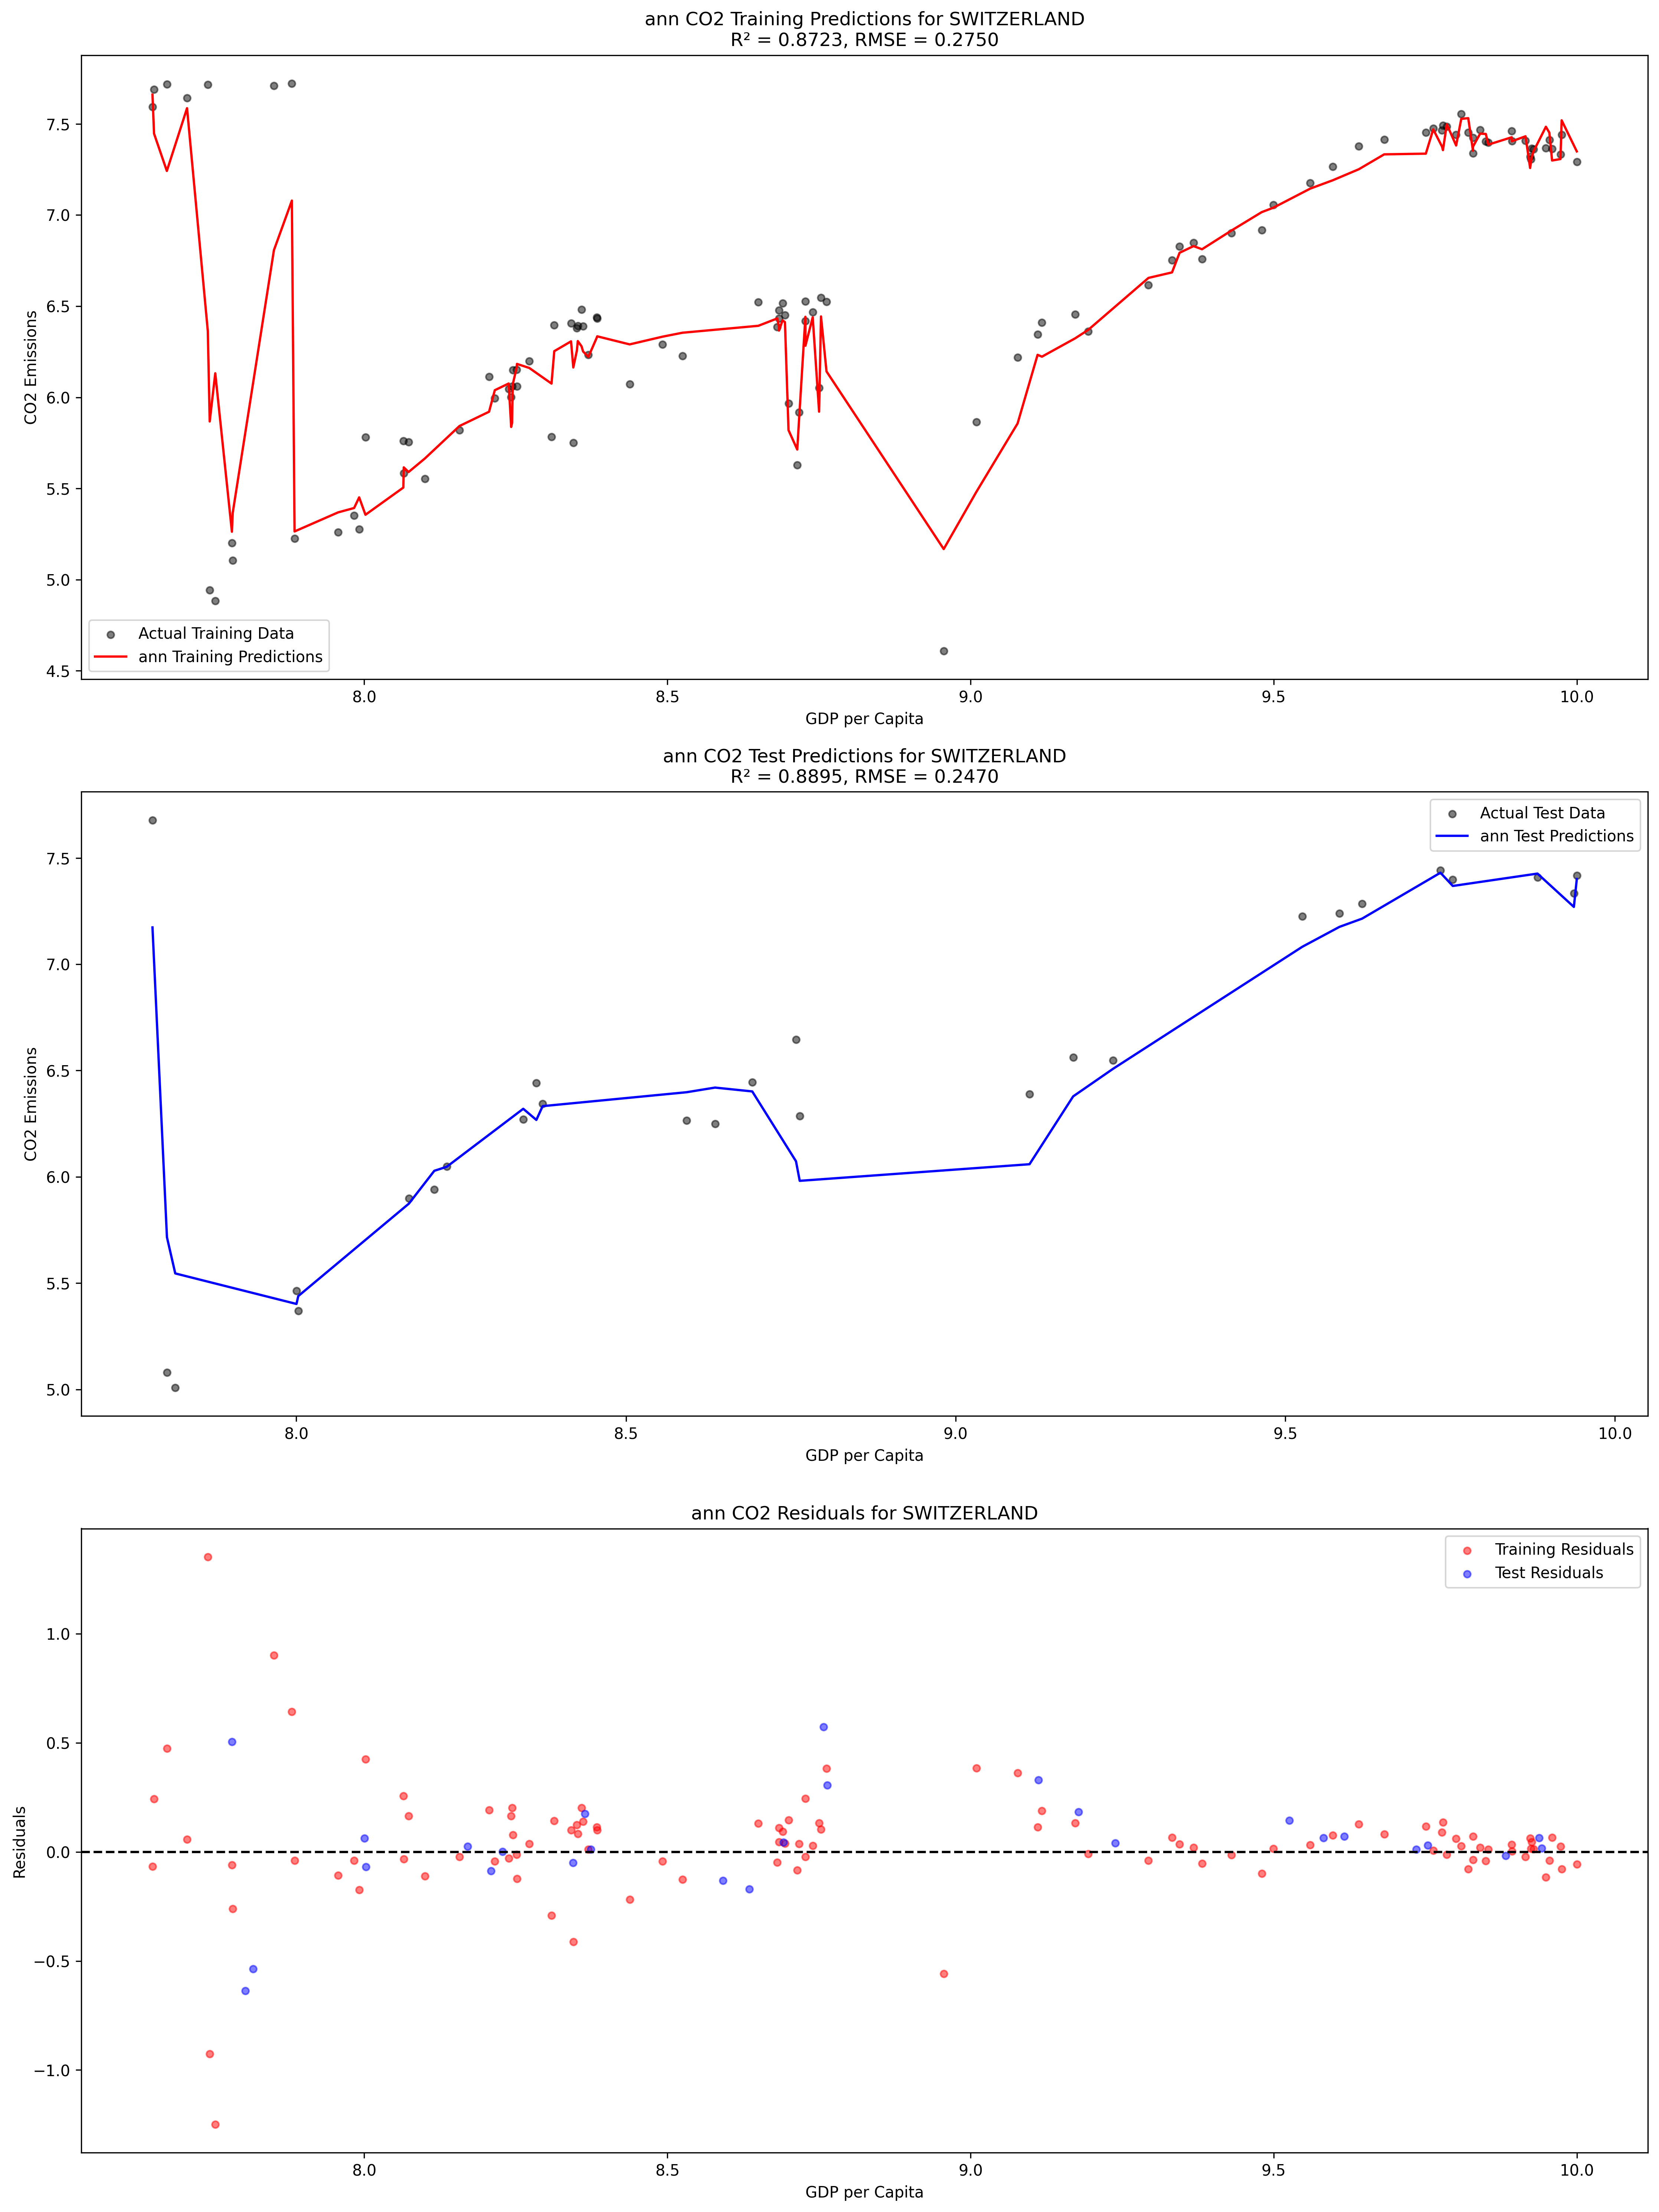 ann CO2 Training Predictions for SWITZERLAND
R² = 0.8723, RMSE = 0.2750
7.5
7.0
6.5
6.0
5.5
5.0
4.5
CO2 Emissions
Actual Training Data
ann Training Predictions
8.0 8.5 9.0 9.5 10.0
GDP per Capita
ann CO2 Test Predictions for SWITZERLAND
R² = 0.8895, RMSE = 0.2470
Actual Test Data
ann Test Predictions
7.5
7.0
6.5
6.0
5.5
5.0
CO2 Emissions
8.0 8.5 9.0 9.5 10.0
GDP per Capita
ann CO2 Residuals for SWITZERLAND
Training Residuals
Test Residuals
1.0
0.5
0.0
−0.5
−1.0
Residuals
8.0 8.5 9.0 9.5 10.0
GDP per Capita